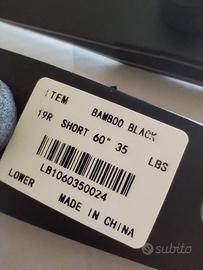 ITEM BAMBOO BLACK
19R SHORT 60" 35 LBS
LB1060350024
LOWER MADE IN CHINA
subito